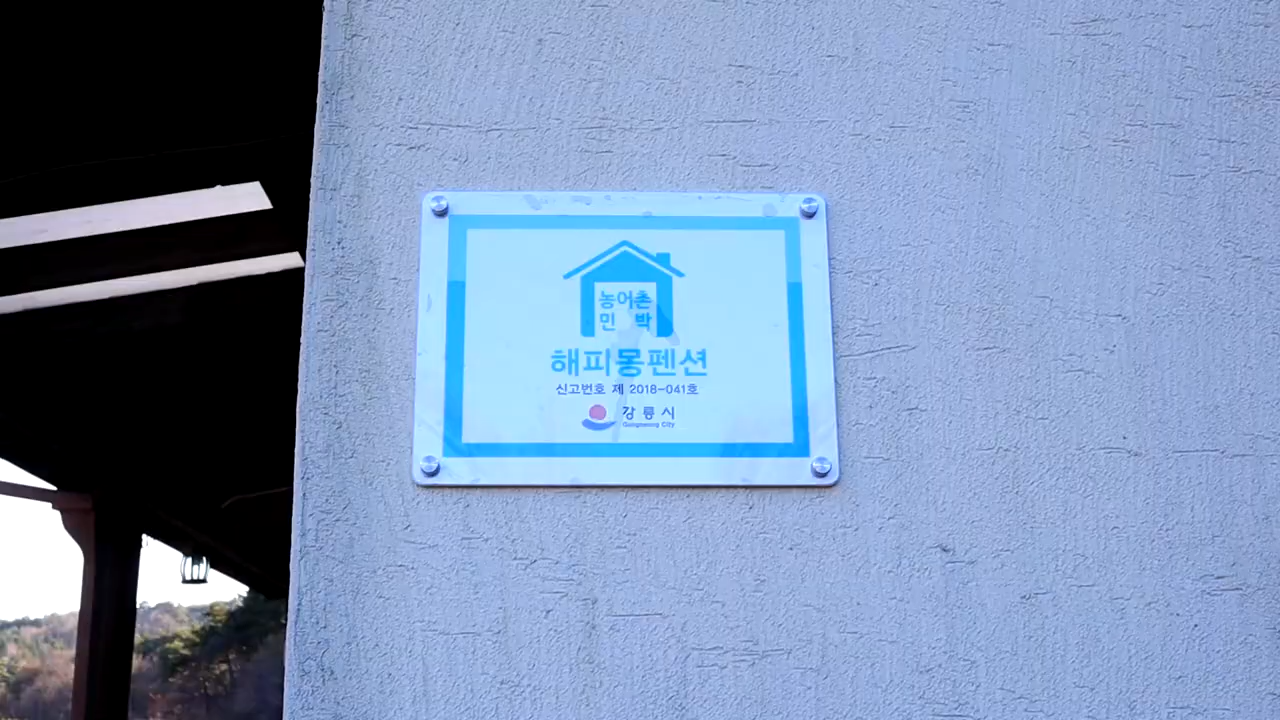 농어촌
민 박
해피몽펜션
신고번호 제 2018-041호
강릉시
Gangneung City